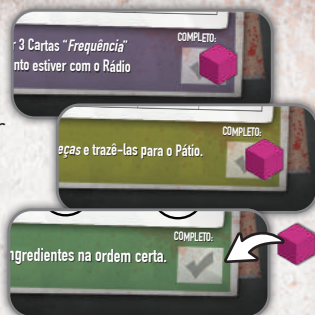 COMPLETO:
r 3 Cartas "Frequência"
nto estiver com o Rádio
COMPLETO:
eças e trazê-las para o Pátio.
COMPLETO:
ngredientes na ordem certa.